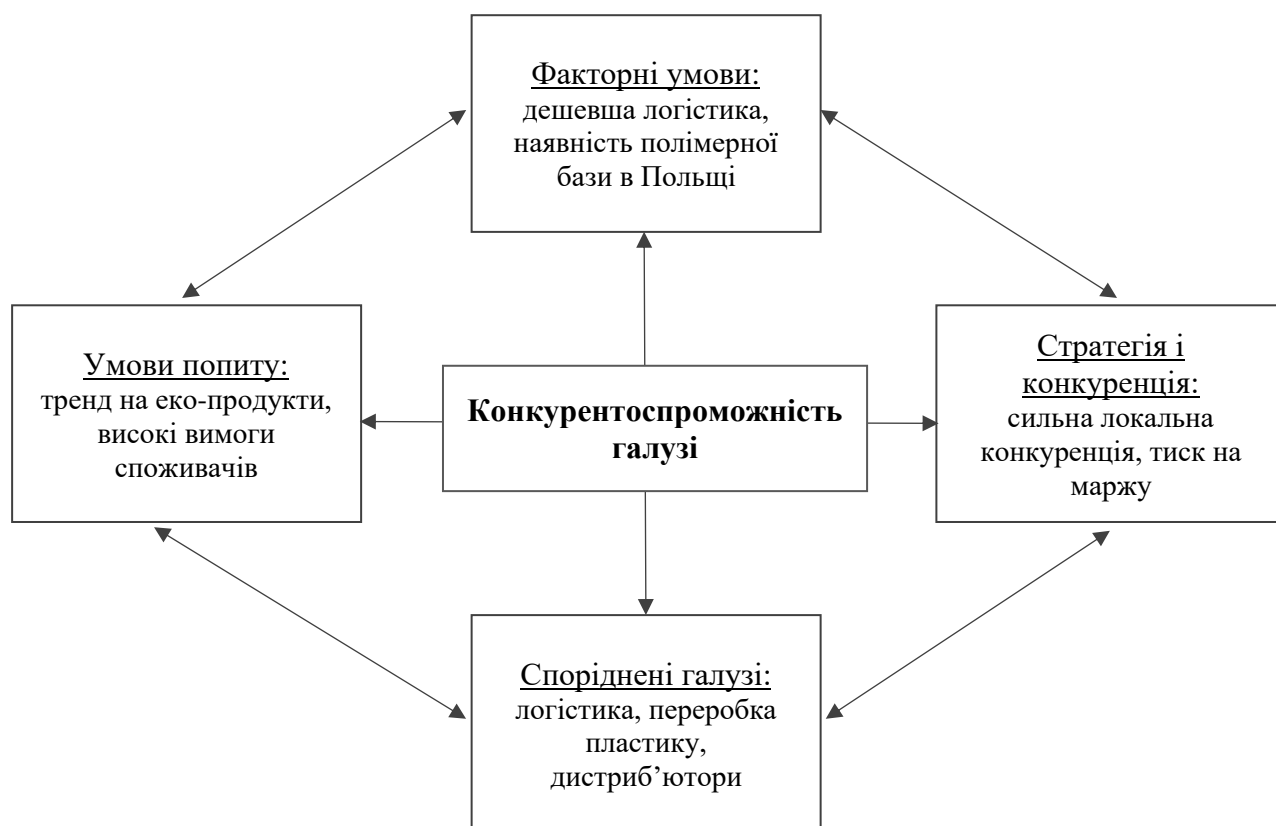 Факторні умови:
дешевша логістика,
наявність полімерної
бази в Польщі
Умови попиту:
тренд на еко-продукти,
високі вимоги
споживачів
Конкурентоспроможність
галузі
Стратегія і
конкуренція:
сильна локальна
конкуренція, тиск на
маржу
Споріднені галузі:
логістика, переробка
пластику,
дистриб’ютори